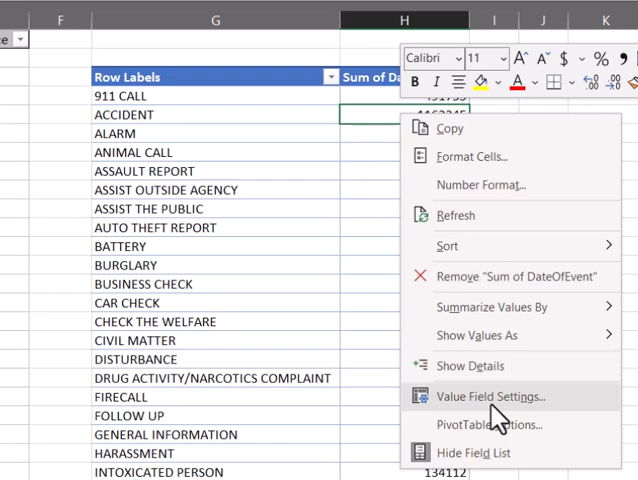 F G H I J K
ce
Calibri 11 A A $ % ,
B I A
Row Labels Sum of Da
911 CALL
ACCIDENT
ALARM
ANIMAL CALL
ASSAULT REPORT
ASSIST OUTSIDE AGENCY
ASSIST THE PUBLIC
AUTO THEFT REPORT
BATTERY
BURGLARY
BUSINESS CHECK
CAR CHECK
CHECK THE WELFARE
CIVIL MATTER
DISTURBANCE
DRUG ACTIVITY/NARCOTICS COMPLAINT
FIRECALL
FOLLOW UP
GENERAL INFORMATION
HARASSMENT
INTOXICATED PERSON 134112
Copy
Format Cells...
Number Format...
Refresh
Sort
Remove "Sum of DateOfEvent"
Summarize Values By
Show Values As
Show Details
Value Field Settings...
PivotTable
Hide Field List